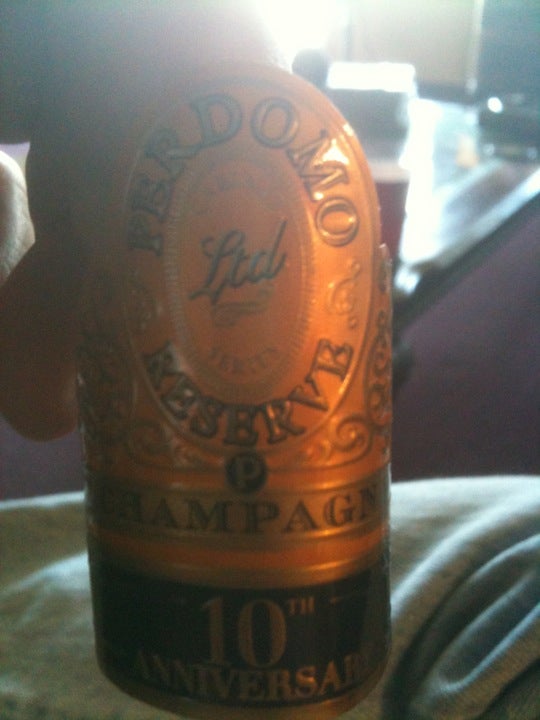 PERDOMO
Ltd
RESERVE
P
CHAMPAGN
10TH
ANNIVERSAR